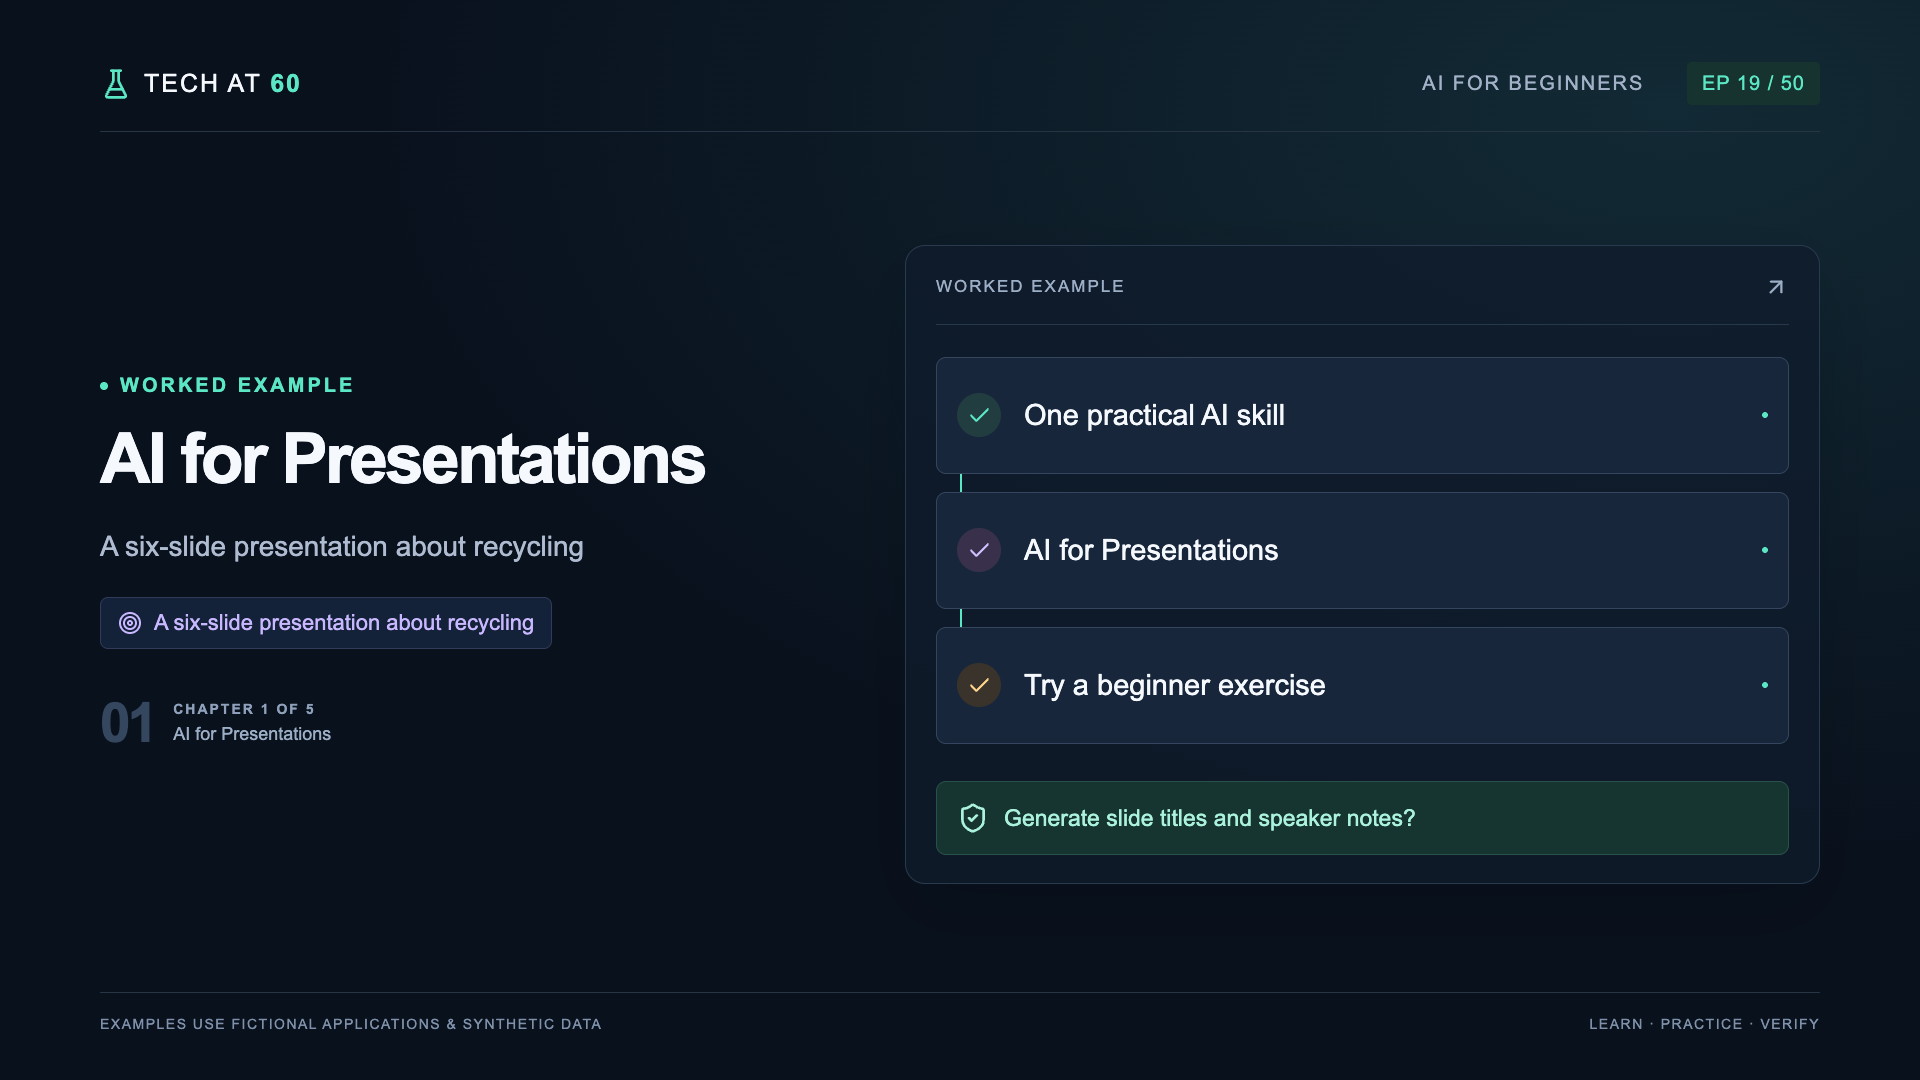 TECH AT 60
AI FOR BEGINNERS
EP 19 / 50
WORKED EXAMPLE
AI for Presentations
A six-slide presentation about recycling
A six-slide presentation about recycling
01
CHAPTER 1 OF 5
AI for Presentations
WORKED EXAMPLE
One practical AI skill
AI for Presentations
Try a beginner exercise
Generate slide titles and speaker notes?
EXAMPLES USE FICTIONAL APPLICATIONS & SYNTHETIC DATA
LEARN · PRACTICE · VERIFY